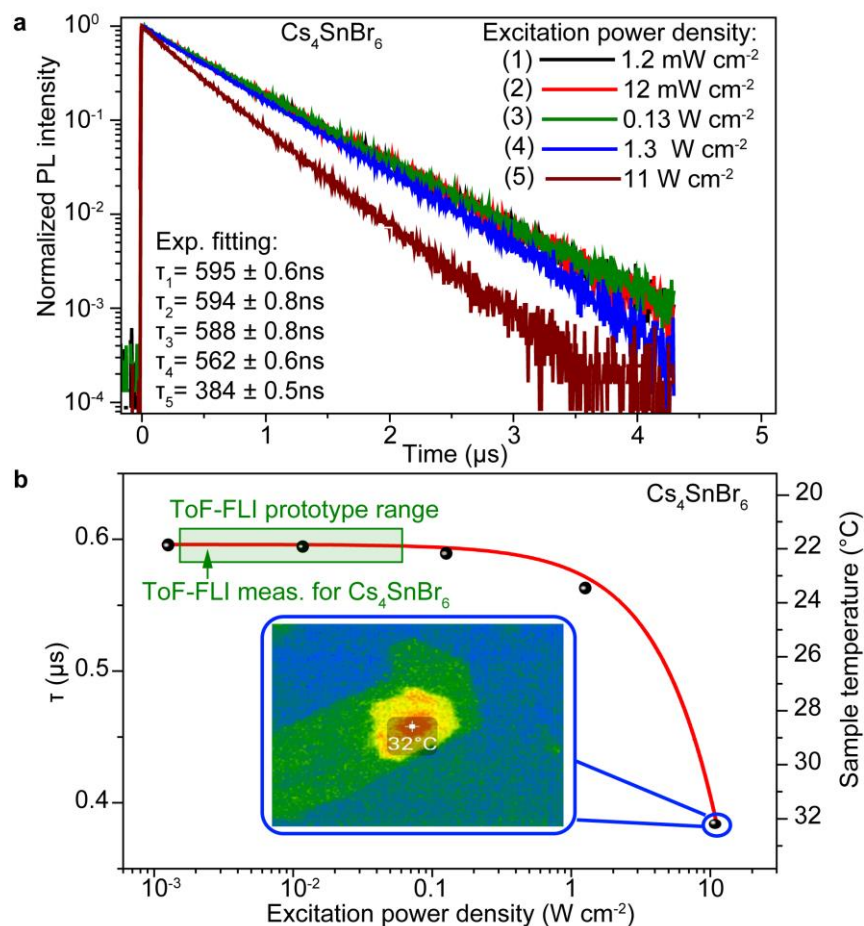 a
Cs₄SnBr₆
Excitation power density:
(1) 1.2 mW cm⁻²
(2) 12 mW cm⁻²
(3) 0.13 W cm⁻²
(4) 1.3 W cm⁻²
(5) 11 W cm⁻²
Normalized PL intensity
10⁰
10⁻¹
10⁻²
10⁻³
10⁻⁴
Exp. fitting:
τ₁= 595 ± 0.6ns
τ₂= 594 ± 0.8ns
τ₃= 588 ± 0.8ns
τ₄= 562 ± 0.6ns
τ₅= 384 ± 0.5ns
0 1 2 3 4 5
Time (µs)
b
Cs₄SnBr₆
ToF-FLI prototype range
ToF-FLI meas. for Cs₄SnBr₆
τ (µs)
0.6
0.5
0.4
32°C
20
22
24
26
28
29
30
32
Sample temperature (°C)
10⁻³ 10⁻² 0.1 1 10
Excitation power density (W cm⁻²)